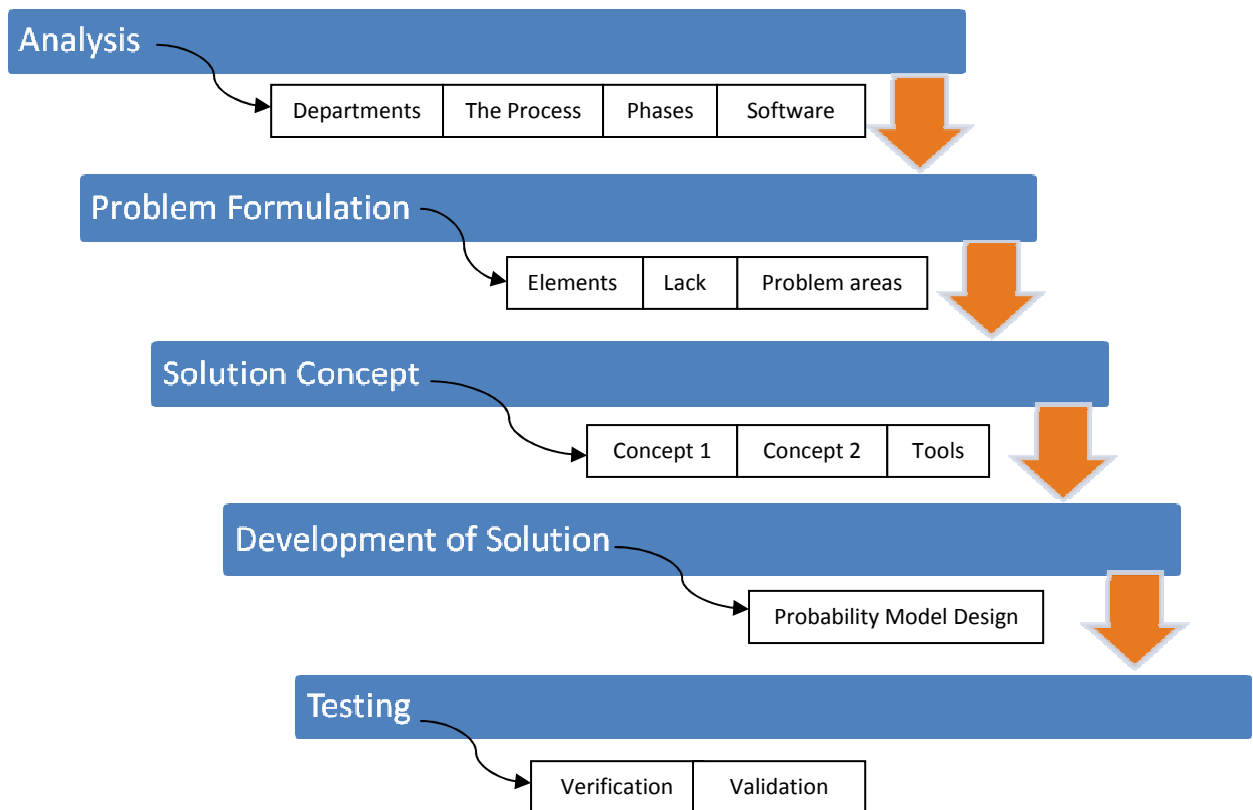 Analysis
Departments The Process Phases Software
Problem Formulation
Elements Lack Problem areas
Solution Concept
Concept 1 Concept 2 Tools
Development of Solution
Probability Model Design
Testing
Verification Validation